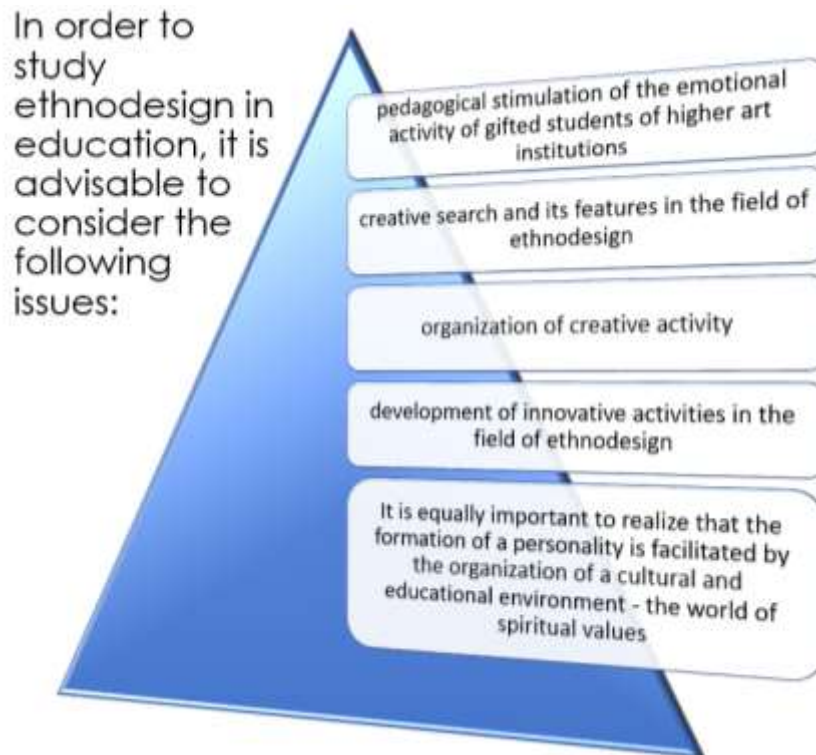 In order to
study
ethnodesign in
education, it is
advisable to
consider the
following
issues:
pedagogical stimulation of the emotional
activity of gifted students of higher art
institutions
creative search and its features in the field of
ethnodesign
organization of creative activity
development of innovative activities in the
field of ethnodesign
It is equally important to realize that the
formation of a personality is facilitated by
the organization of a cultural and
educational environment - the world of
spiritual values